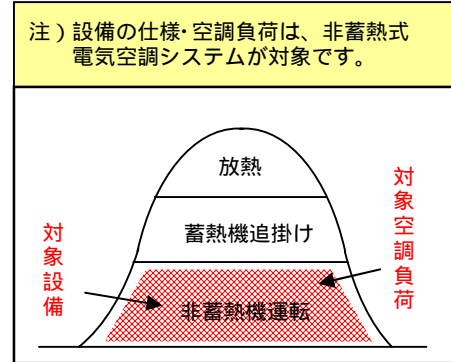 注）設備の仕様・空調負荷は、非蓄熱式
電気空調システムが対象です。
放熱
蓄熱機追掛け
非蓄熱機運転
対象設備
対象空調負荷